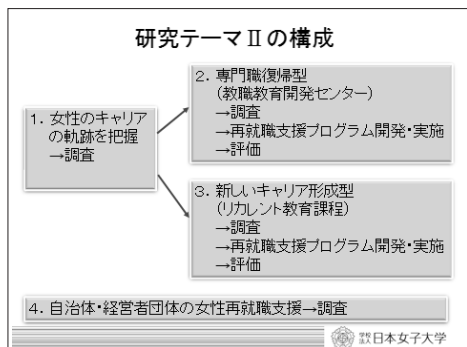 研究テーマⅡの構成
1. 女性のキャリア
の軌跡を把握
→調査
2. 専門職復帰型
(教職教育開発センター)
→調査
→再就職支援プログラム開発・実施
→評価
3. 新しいキャリア形成型
(リカレント教育課程)
→調査
→再就職支援プログラム開発・実施
→評価
4. 自治体・経営者団体の女性再就職支援→調査
学校法人日本女子大学